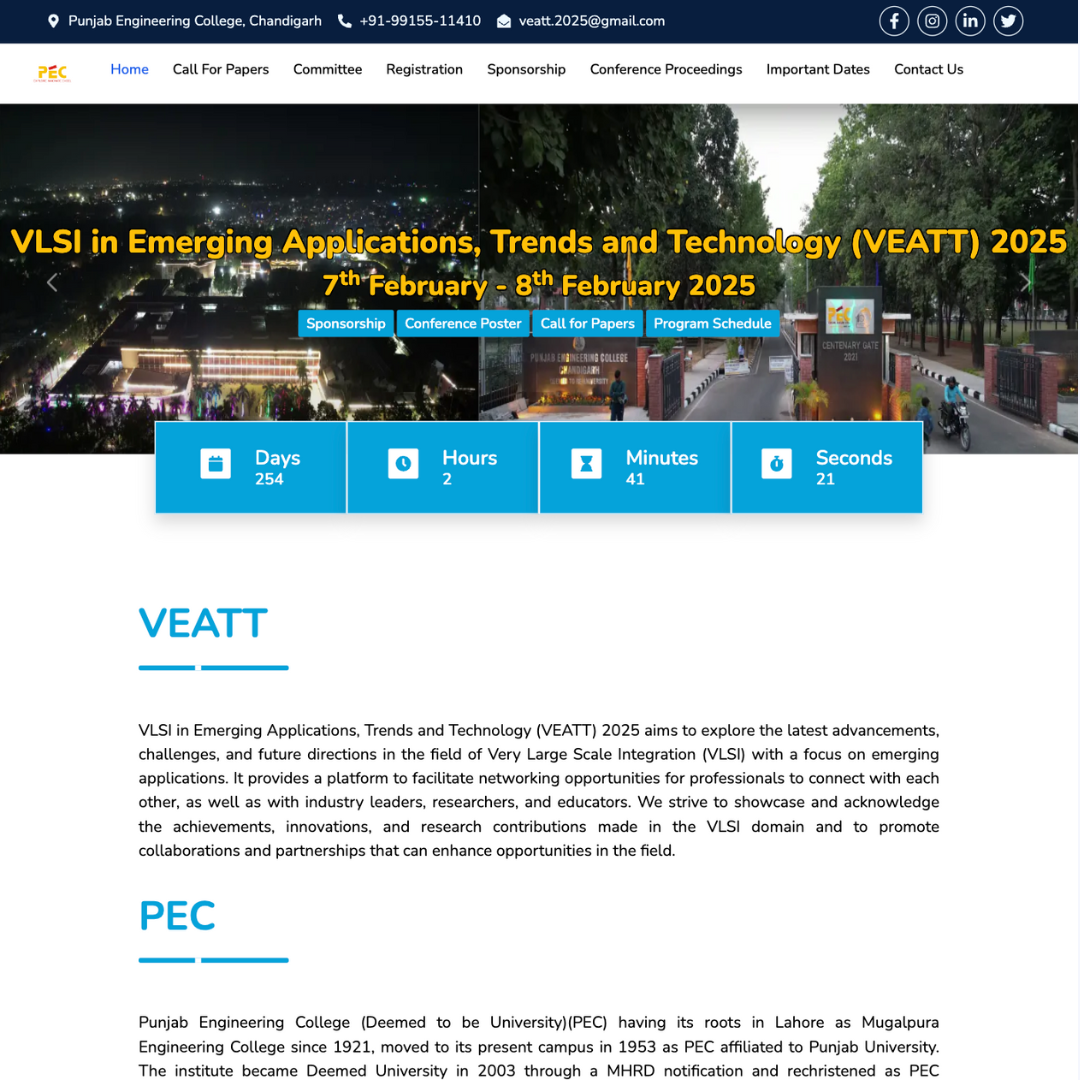 Punjab Engineering College, Chandigarh +91-99155-11410 veatt.2025@gmail.com
PEC
Home Call For Papers Committee Registration Sponsorship Conference Proceedings Important Dates Contact Us
VLSI in Emerging Applications, Trends and Technology (VEATT) 2025
7th February - 8th February 2025
Sponsorship Conference Poster Call for Papers Program Schedule
PUNJAB ENGINEERING COLLEGE
CHANDIGARH
CENTENARY GATE
2021
Days Hours Minutes Seconds
254 2 41 21
VEATT
VLSI in Emerging Applications, Trends and Technology (VEATT) 2025 aims to explore the latest advancements,
challenges, and future directions in the field of Very Large Scale Integration (VLSI) with a focus on emerging
applications. It provides a platform to facilitate networking opportunities for professionals to connect with each
other, as well as with industry leaders, researchers, and educators. We strive to showcase and acknowledge
the achievements, innovations, and research contributions made in the VLSI domain and to promote
collaborations and partnerships that can enhance opportunities in the field.
PEC
Punjab Engineering College (Deemed to be University)(PEC) having its roots in Lahore as Mugalpura
Engineering College since 1921, moved to its present campus in 1953 as PEC affiliated to Punjab University.
The institute became Deemed University in 2003 through a MHRD notification and rechristened as PEC